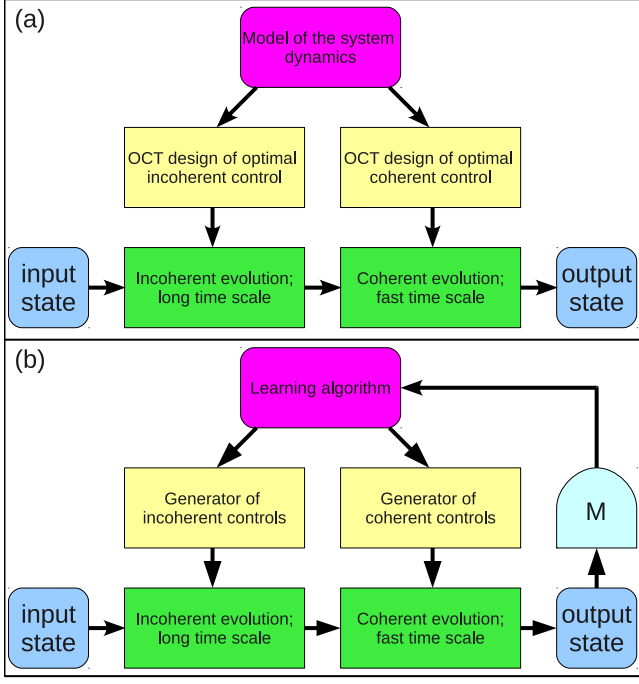 (a)
Model of the system
dynamics
OCT design of optimal
incoherent control
OCT design of optimal
coherent control
input
state
Incoherent evolution;
long time scale
Coherent evolution;
fast time scale
output
state
(b)
Learning algorithm
Generator of
incoherent controls
Generator of
coherent controls
M
input
state
Incoherent evolution;
long time scale
Coherent evolution;
fast time scale
output
state